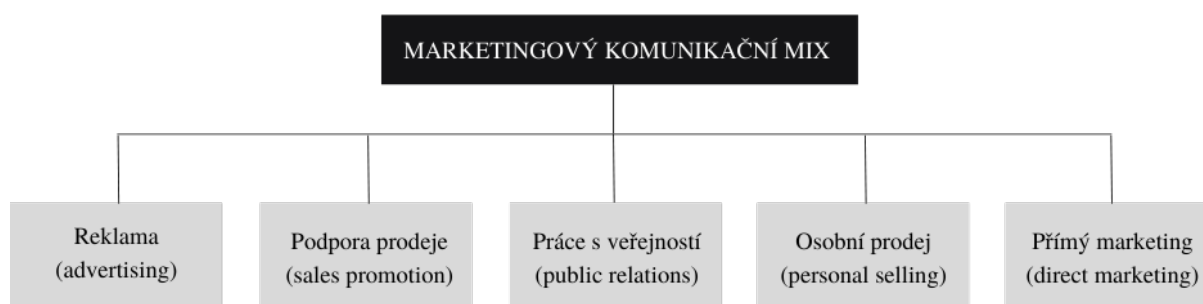 MARKETINGOVÝ KOMUNIKAČNÍ MIX
Reklama
(advertising)
Podpora prodeje
(sales promotion)
Práce s veřejností
(public relations)
Osobní prodej
(personal selling)
Přímý marketing
(direct marketing)